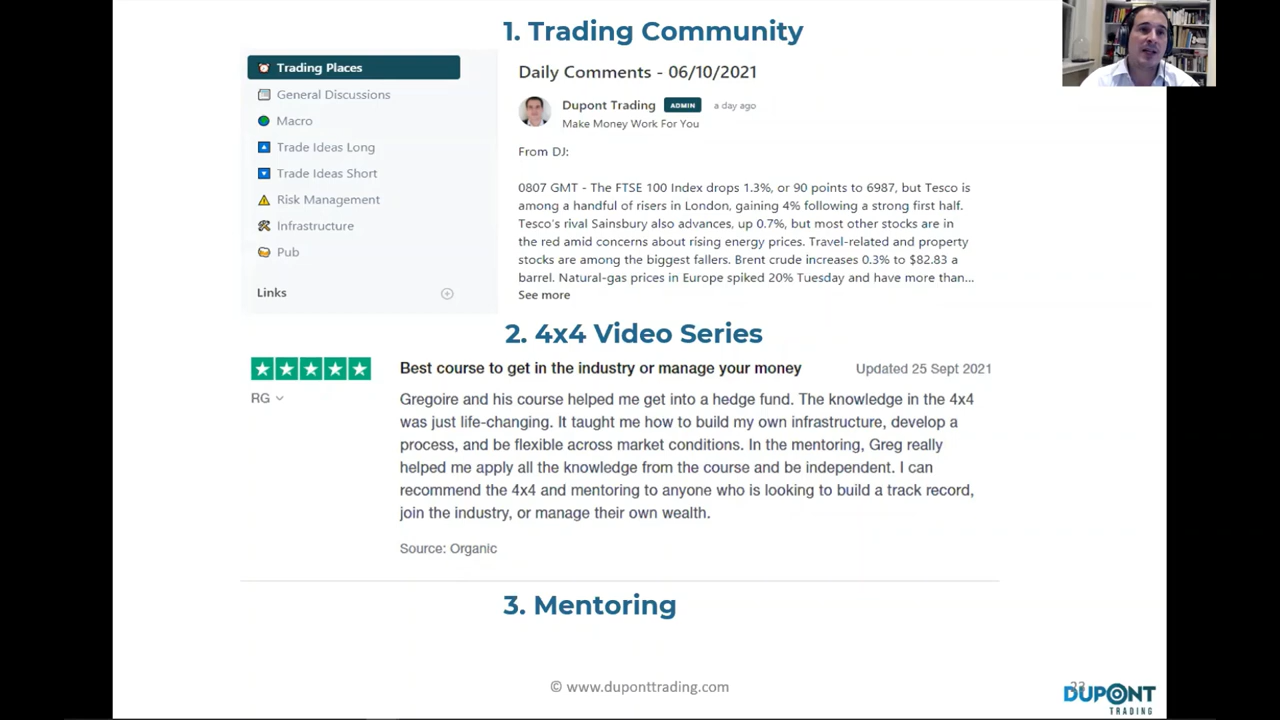 1. Trading Community
Trading Places
General Discussions
Macro
Trade Ideas Long
Trade Ideas Short
Risk Management
Infrastructure
Pub
Links
Daily Comments - 06/10/2021
Dupont Trading ADMIN a day ago
Make Money Work For You
From DJ:
0807 GMT - The FTSE 100 Index drops 1.3%, or 90 points to 6987, but Tesco is
among a handful of risers in London, gaining 4% following a strong first half.
Tesco's rival Sainsbury also advances, up 0.7%, but most other stocks are in
the red amid concerns about rising energy prices. Travel-related and property
stocks are among the biggest fallers. Brent crude increases 0.3% to $82.83 a
barrel. Natural-gas prices in Europe spiked 20% Tuesday and have more than...
See more
2. 4x4 Video Series
Best course to get in the industry or manage your money
Updated 25 Sept 2021
RG
Gregoire and his course helped me get into a hedge fund. The knowledge in the 4x4
was just life-changing. It taught me how to build my own infrastructure, develop a
process, and be flexible across market conditions. In the mentoring, Greg really
helped me apply all the knowledge from the course and be independent. I can
recommend the 4x4 and mentoring to anyone who is looking to build a track record,
join the industry, or manage their own wealth.
Source: Organic
3. Mentoring
© www.duponttrading.com
DUPONT
TRADING